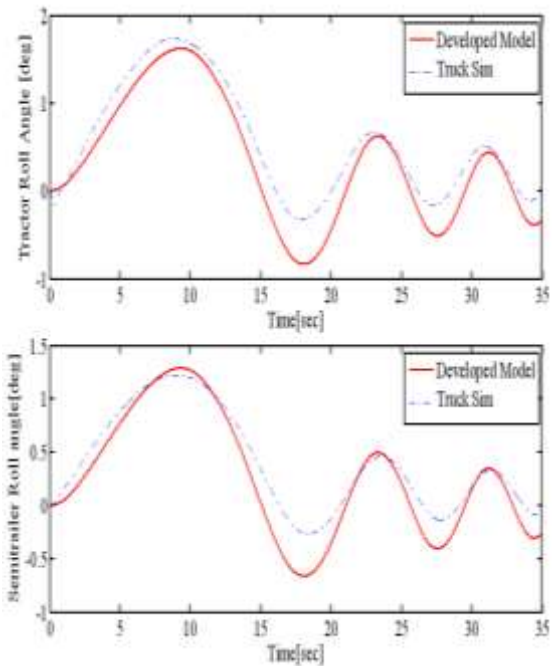 2
1
0
-1
Tractor Roll Angle [deg]
Developed Model
Truck Sim
0 5 10 15 20 25 30 35
Time[sec]
1.5
1
0.5
0
-0.5
-1
Semitrailer Roll angle[deg]
Developed Model
Truck Sim
0 5 10 15 20 25 30 35
Time[sec]